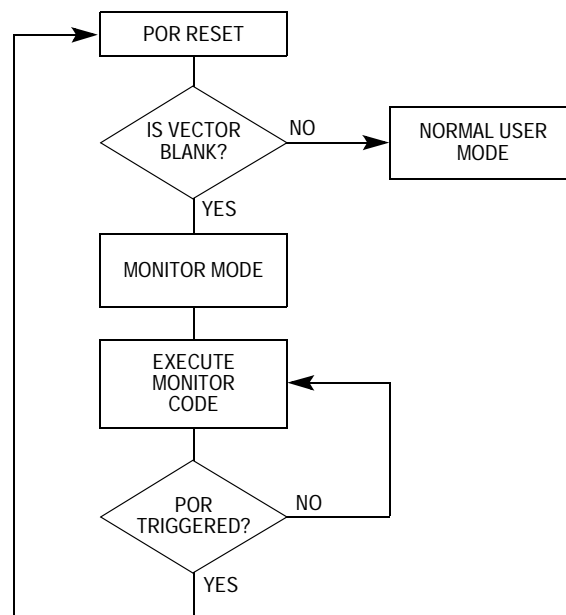 POR RESET
IS VECTOR
BLANK?
NO
NORMAL USER
MODE
YES
MONITOR MODE
EXECUTE
MONITOR
CODE
POR
TRIGGERED?
NO
YES